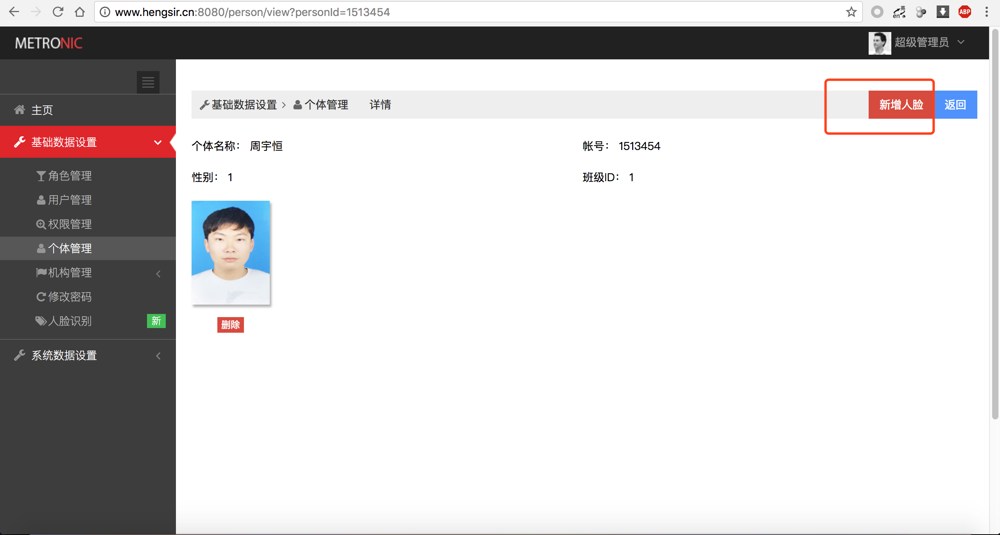 www.hengsir.cn:8080/person/view?personId=1513454
英
en
ABP
METRONIC
超级管理员
主页
基础数据设置
角色管理
用户管理
权限管理
个体管理
机构管理
修改密码
人脸识别 新
系统数据设置
基础数据设置 > 个体管理 详情
新增人脸 返回
个体名称： 周宇恒 帐号： 1513454
性别： 1 班级ID： 1
删除